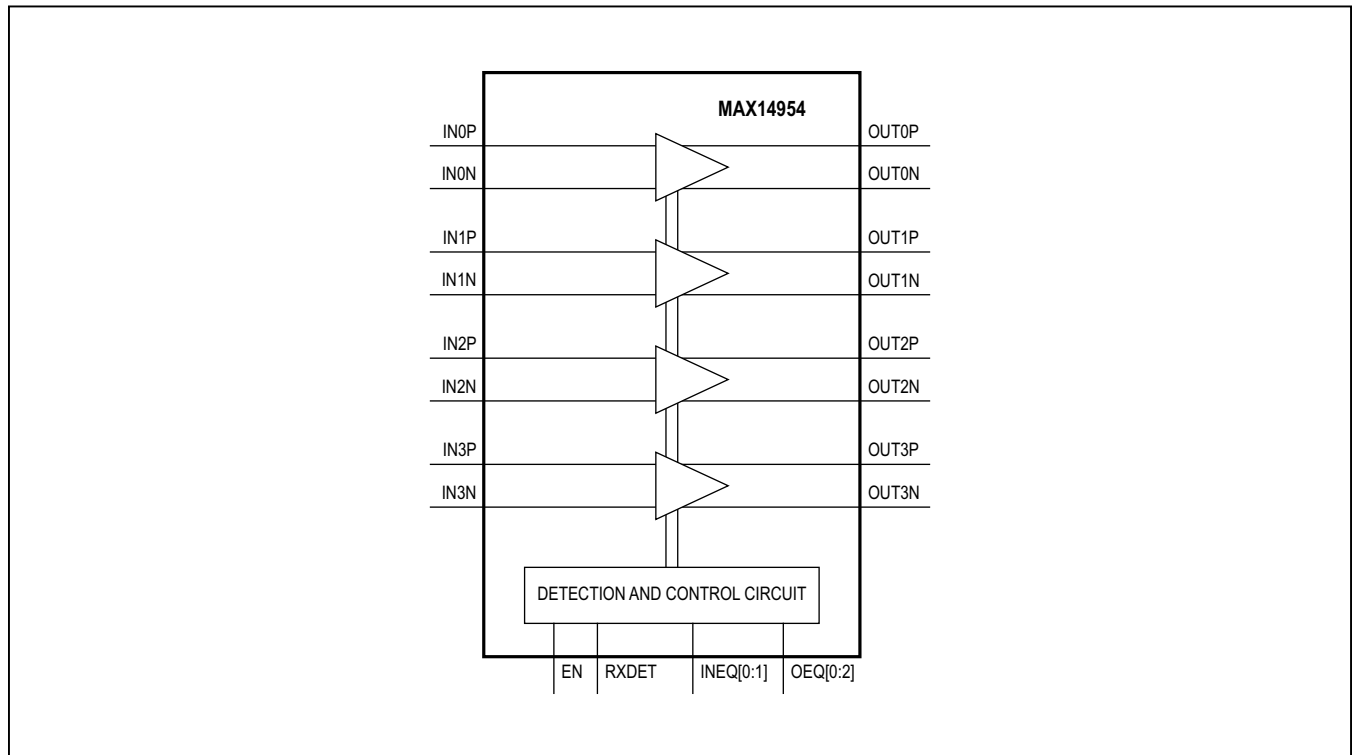 MAX14954
IN0P
OUT0P
IN0N
OUT0N
IN1P
OUT1P
IN1N
OUT1N
IN2P
OUT2P
IN2N
OUT2N
IN3P
OUT3P
IN3N
OUT3N
DETECTION AND CONTROL CIRCUIT
EN
RXDET
INEQ[0:1]
OEQ[0:2]